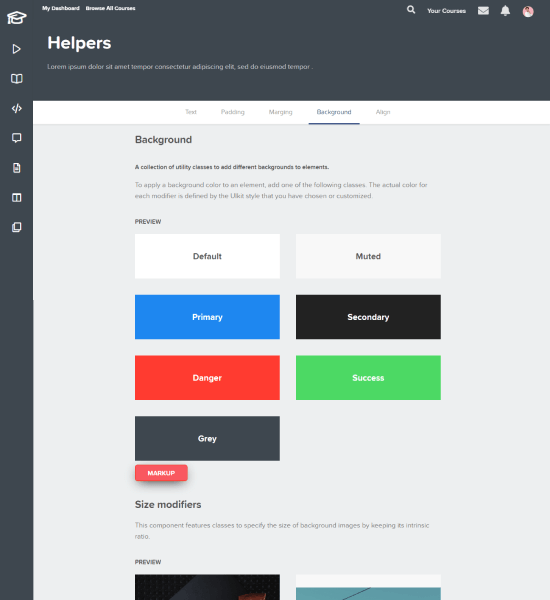 My Dashboard Browse All Courses
Your Courses
Helpers
Lorem ipsum dolor sit amet tempor consectetur adipiscing elit, sed do eiusmod tempor .
Text Padding Marging Background Align
Background
A collection of utility classes to add different backgrounds to elements.
To apply a background color to an element, add one of the following classes. The actual color for
each modifier is defined by the UIkit style that you have chosen or customized.
PREVIEW
Default Muted
Primary Secondary
Danger Success
Grey
MARKUP
Size modifiers
This component features classes to specify the size of background images by keeping its intrinsic
ratio.
PREVIEW